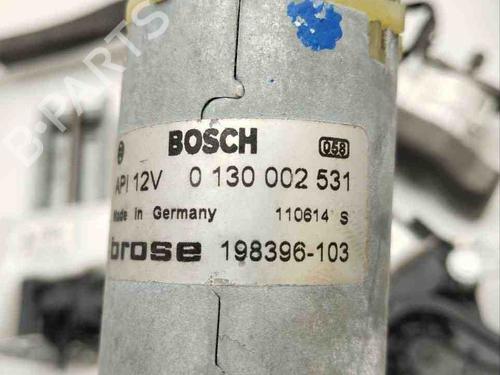 B-PARTS
BOSCH 058
API 12V 0 130 002 531
Made in Germany 110614 S
brose 198396-103